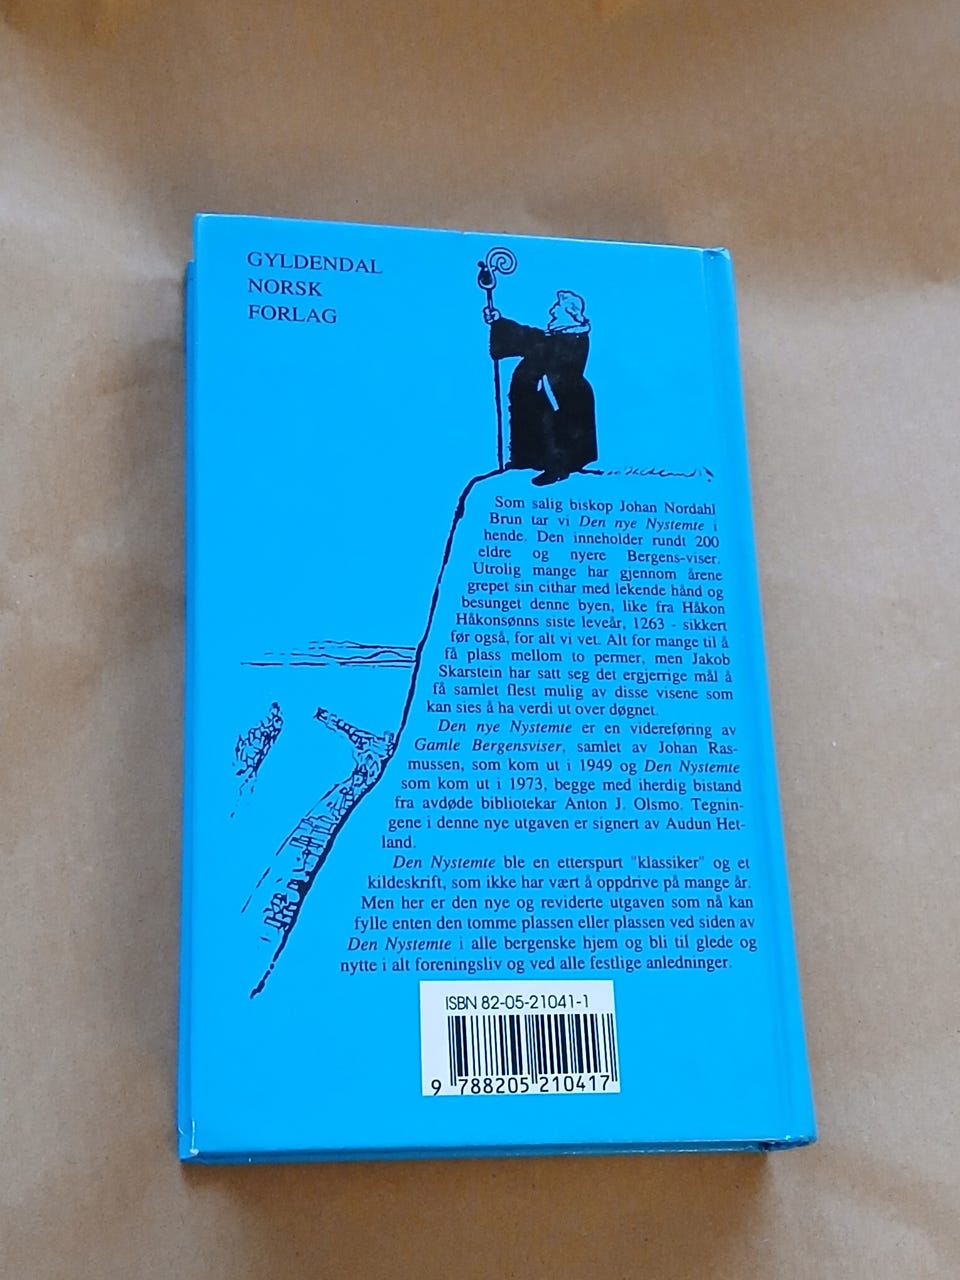 GYLDENDAL
NORSK
FORLAG
Som salig biskop Johan Nordahl
Brun tar vi Den nye Nystemte i
hende. Den inneholder rundt 200
eldre og nyere Bergens-viser.
Utrolig mange har gjennom årene
grepet sin cithar med lekende hånd og
besunget denne byen, like fra Håkon
Håkonsønns siste leveår, 1263 - sikkert
før også, for alt vi vet. Alt for mange til å
få plass mellom to permer, men Jakob
Skarstein har satt seg det ergjerrige mål å
få samlet flest mulig av disse visene som
kan sies å ha verdi ut over døgnet.
Den nye Nystemte er en videreføring av
Gamle Bergensviser, samlet av Johan Ras-
mussen, som kom ut i 1949 og Den Nystemte
som kom ut i 1973, begge med iherdig bistand
fra avdøde bibliotekar Anton J. Olsmo. Tegnin-
gene i denne nye utgaven er signert av Audun Het-
land.
Den Nystemte ble en etterspurt "klassiker" og et
kildeskrift, som ikke har vært å oppdrive på mange år.
Men her er den nye og reviderte utgaven som nå kan
fylle enten den tomme plassen eller plassen ved siden av
Den Nystemte i alle bergenske hjem og bli til glede og
nytte i alt foreningsliv og ved alle festlige anledninger.
ISBN 82-05-21041-1
9 788205 210417